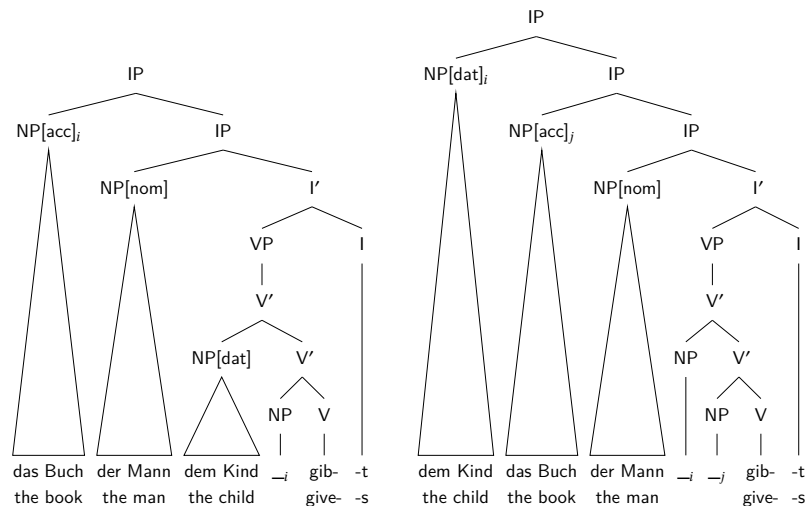 IP
NP[acc]i IP
NP[nom] I′
VP I
V′
NP[dat] V′
NP V
das Buch der Mann dem Kind _i gib- -t
the book the man the child give- -s
IP
NP[dat]i IP
NP[acc]j IP
NP[nom] I′
VP I
V′
NP V′
NP V
dem Kind das Buch der Mann _i _j gib- -t
the child the book the man give- -s